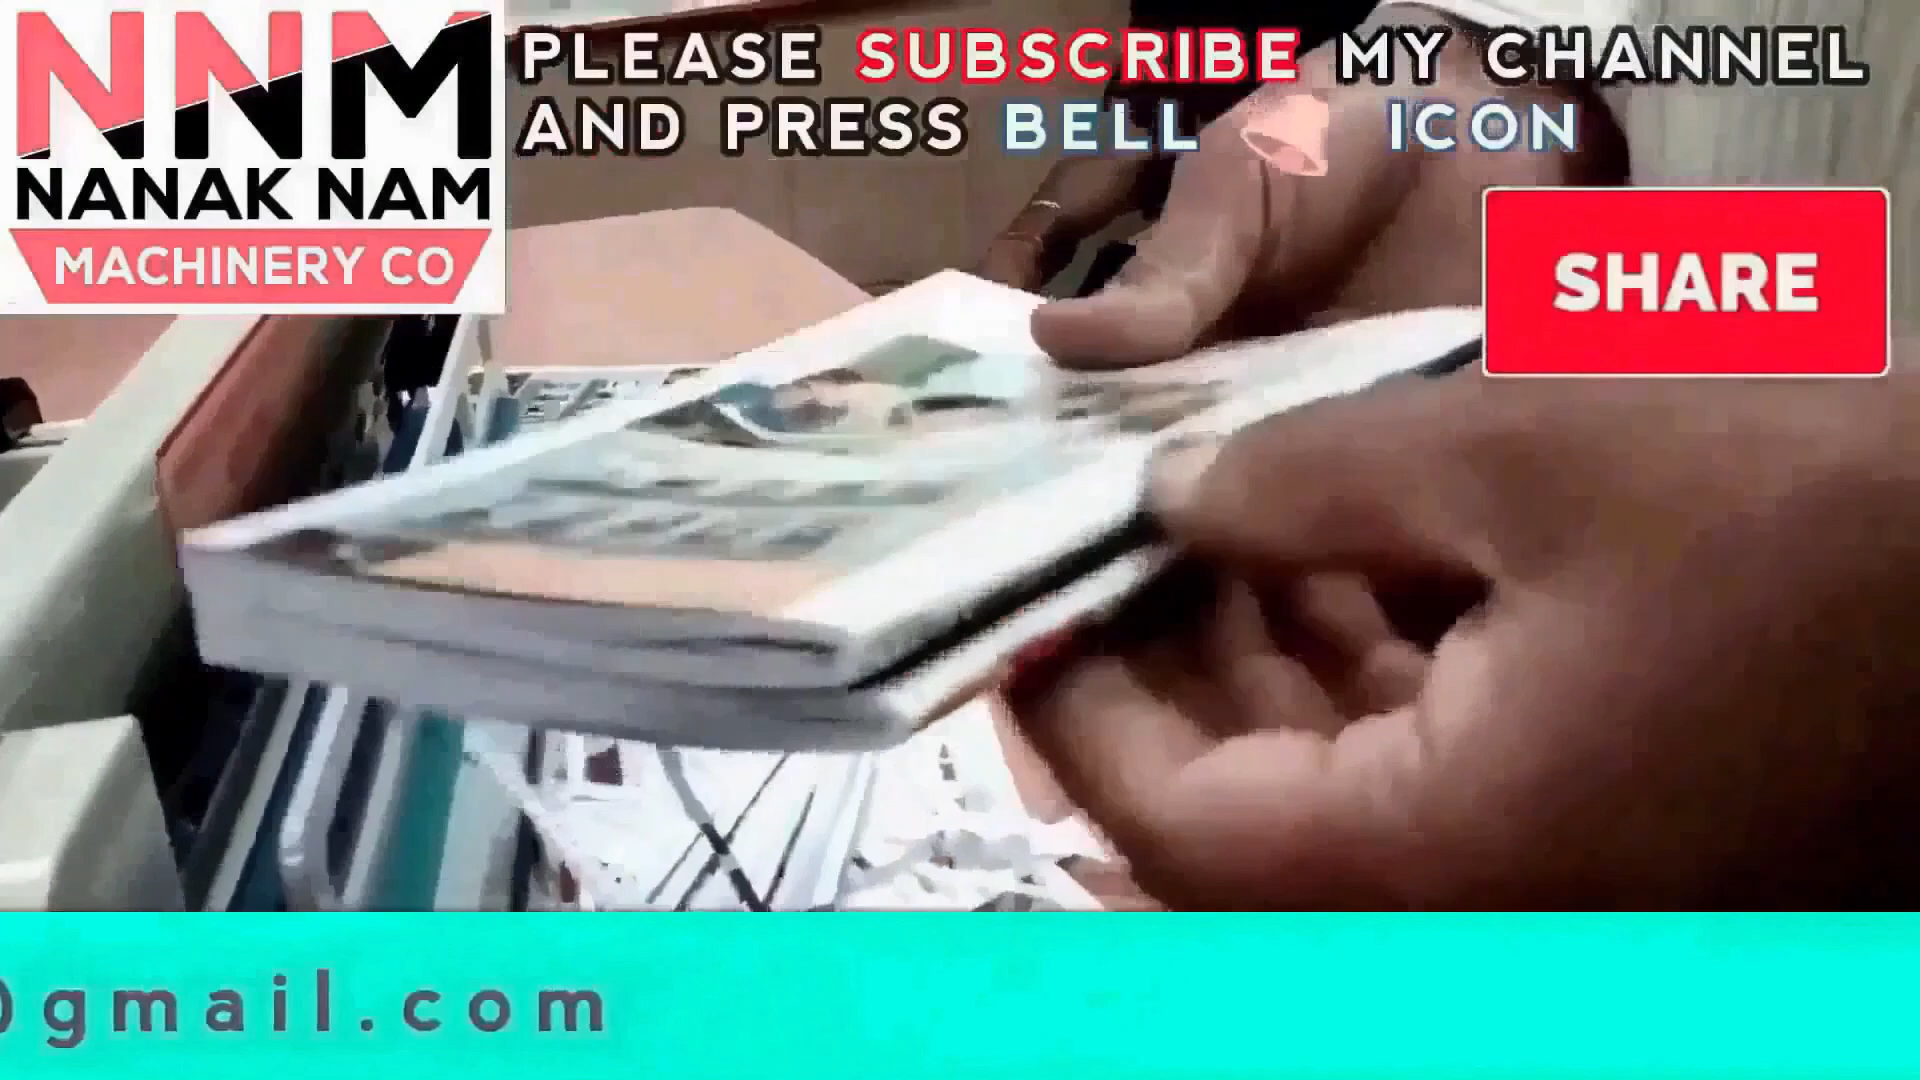 NNM
NANAK NAM
MACHINERY CO
PLEASE SUBSCRIBE MY CHANNEL
AND PRESS BELL ICON
SHARE
@gmail.com